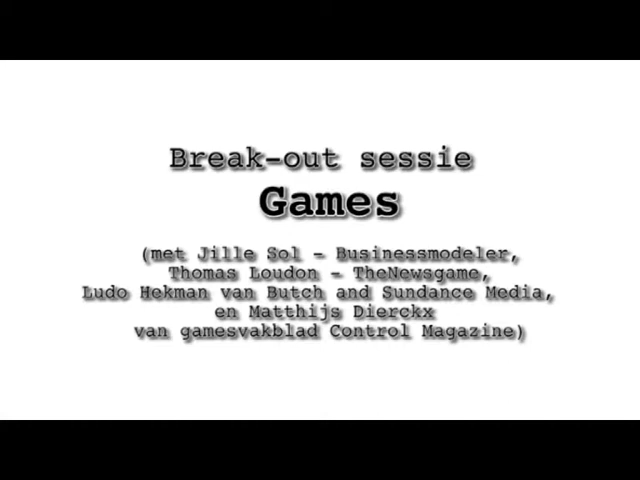 Break-out sessie
Games
(met Jille Sol - Businessmodeler,
Thomas Loudon - TheNewsgame,
Ludo Hekman van Butch and Sundance Media,
en Matthijs Dierckx
van gamesvakblad Control Magazine)